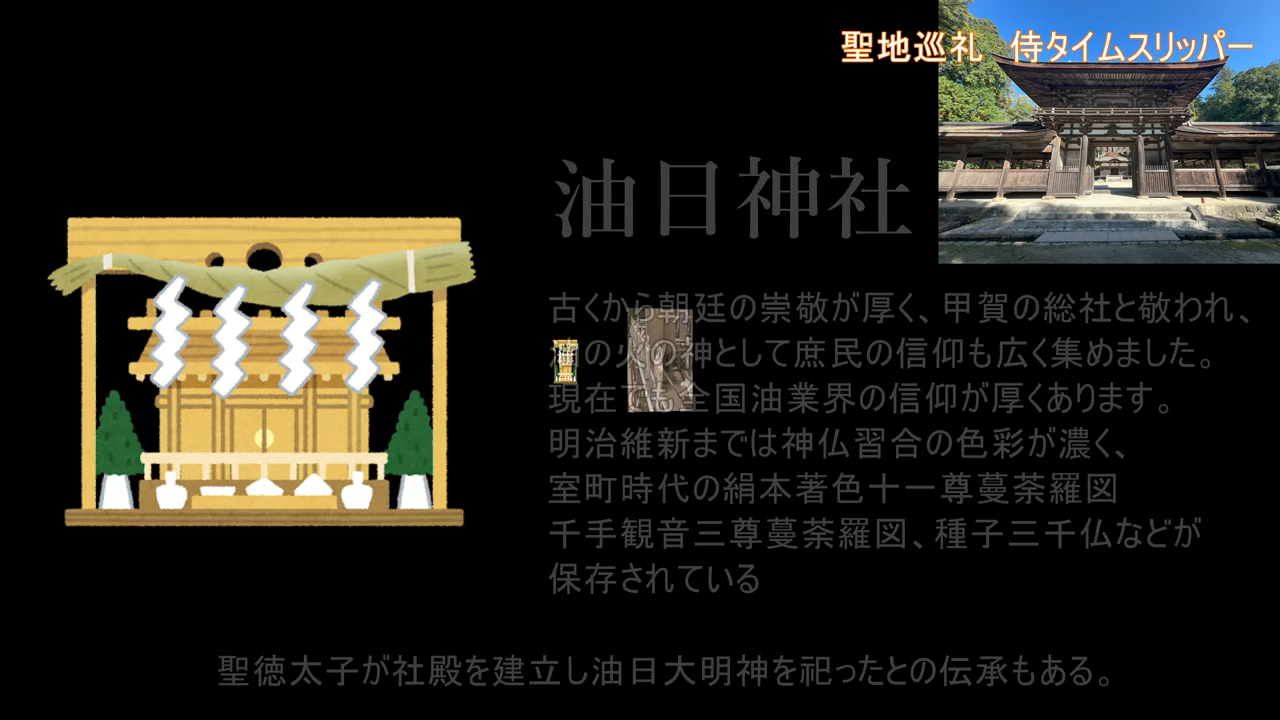 聖地巡礼 侍タイムスリッパー
油日神社
古くから朝廷の崇敬が厚く、甲賀の総社と敬われ、
の火の神として庶民の信仰も広く集めました。
現在でも全国油業界の信仰が厚くあります。
明治維新までは神仏習合の色彩が濃く、
室町時代の絹本著色十一尊蔓荼羅図
千手観音三尊蔓荼羅図、種子三千仏などが
保存されている
聖徳太子が社殿を建立し油日大明神を祀ったとの伝承もある。